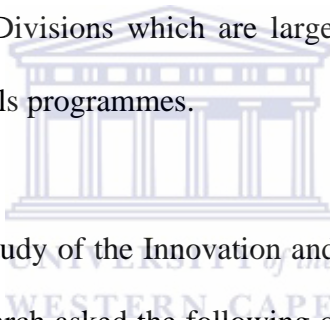 Divisions which are large
ls programmes.
udy of the Innovation and
UNIVERSITY of the
WESTERN CAPE
arch asked the following